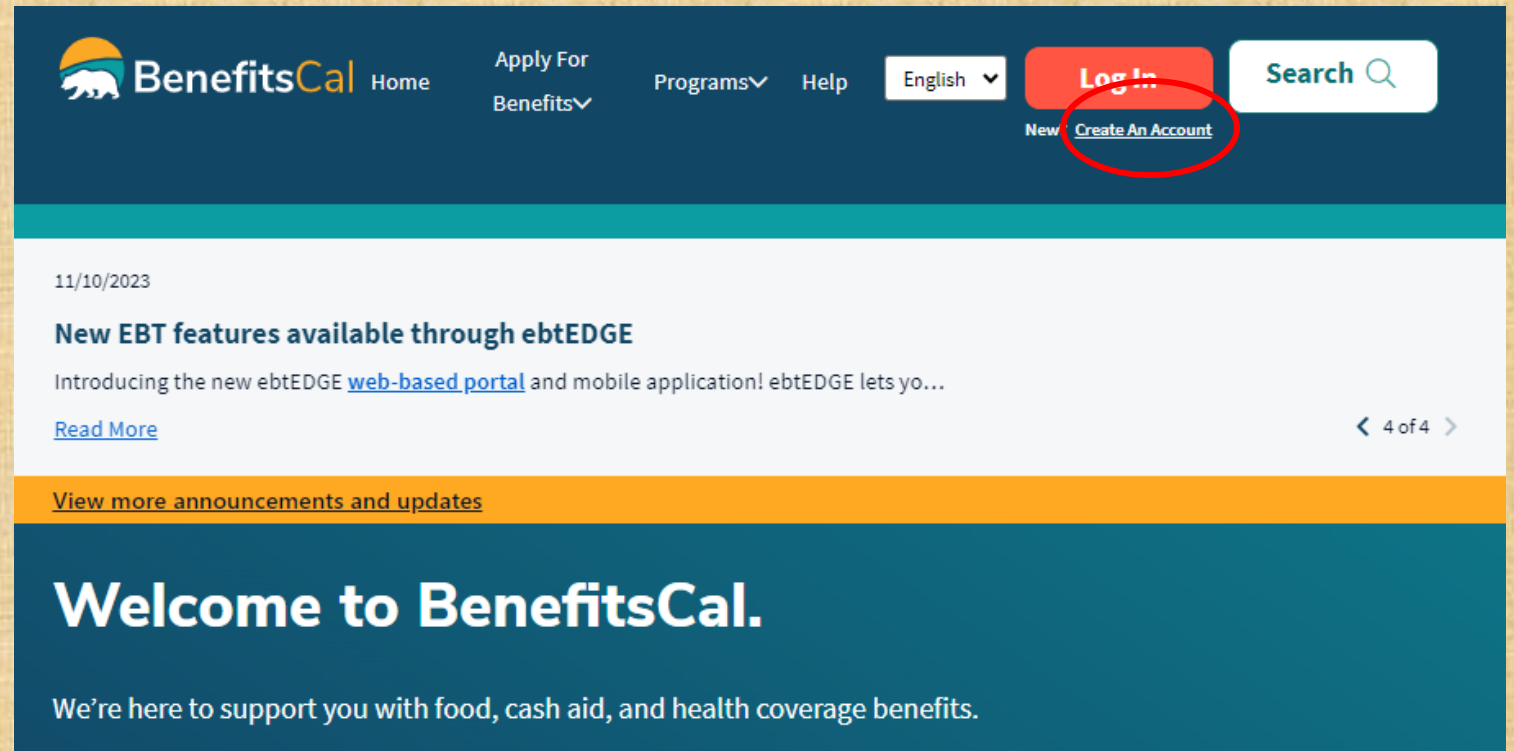 BenefitsCal
Home
Apply For
Benefits
Programs
Help
English
Log In
Search
New? Create An Account
11/10/2023
New EBT features available through ebtEDGE
Introducing the new ebtEDGE web-based portal and mobile application! ebtEDGE lets yo...
Read More
4 of 4
View more announcements and updates
Welcome to BenefitsCal.
We’re here to support you with food, cash aid, and health coverage benefits.